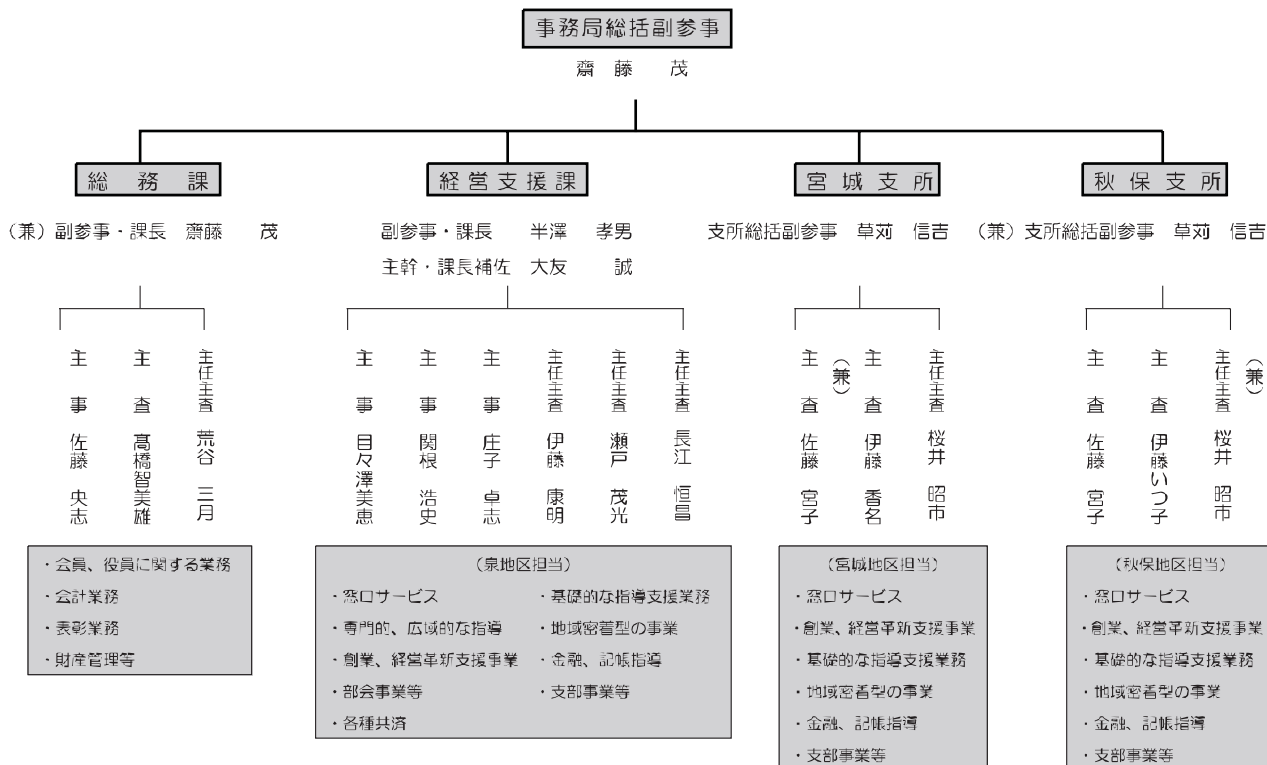 事務局総括副参事
齋藤 茂
総務課
(兼)副参事・課長 齋藤 茂
主任主査 荒谷 三月
主査 髙橋智美雄
主事 佐藤 央志
・会員、役員に関する業務
・会計業務
・表彰業務
・財産管理等
経営支援課
副参事・課長 半澤 孝男
主幹・課長補佐 大友 誠
主任主査 長江 恒昌
主任主査 瀬戸 茂光
主任主査 伊藤 康明
主事 庄子 卓志
主事 関根 浩史
主事 目々澤美恵
(泉地区担当)
・窓口サービス
・専門的、広域的な指導
・創業、経営革新支援事業
・部会事業等
・各種共済
・基礎的な指導支援業務
・地域密着型の事業
・金融、記帳指導
・支部事業等
宮城支所
支所総括副参事 草苅 信吉
主任主査 桜井 昭市
主査 伊藤 香名
(兼)
主査 佐藤 宮子
(宮城地区担当)
・窓口サービス
・創業、経営革新支援事業
・基礎的な指導支援業務
・地域密着型の事業
・金融、記帳指導
・支部事業等
秋保支所
(兼)支所総括副参事 草苅 信吉
(兼)
主任主査 桜井 昭市
主査 伊藤いつ子
主査 佐藤 宮子
(秋保地区担当)
・窓口サービス
・創業、経営革新支援事業
・基礎的な指導支援業務
・地域密着型の事業
・金融、記帳指導
・支部事業等